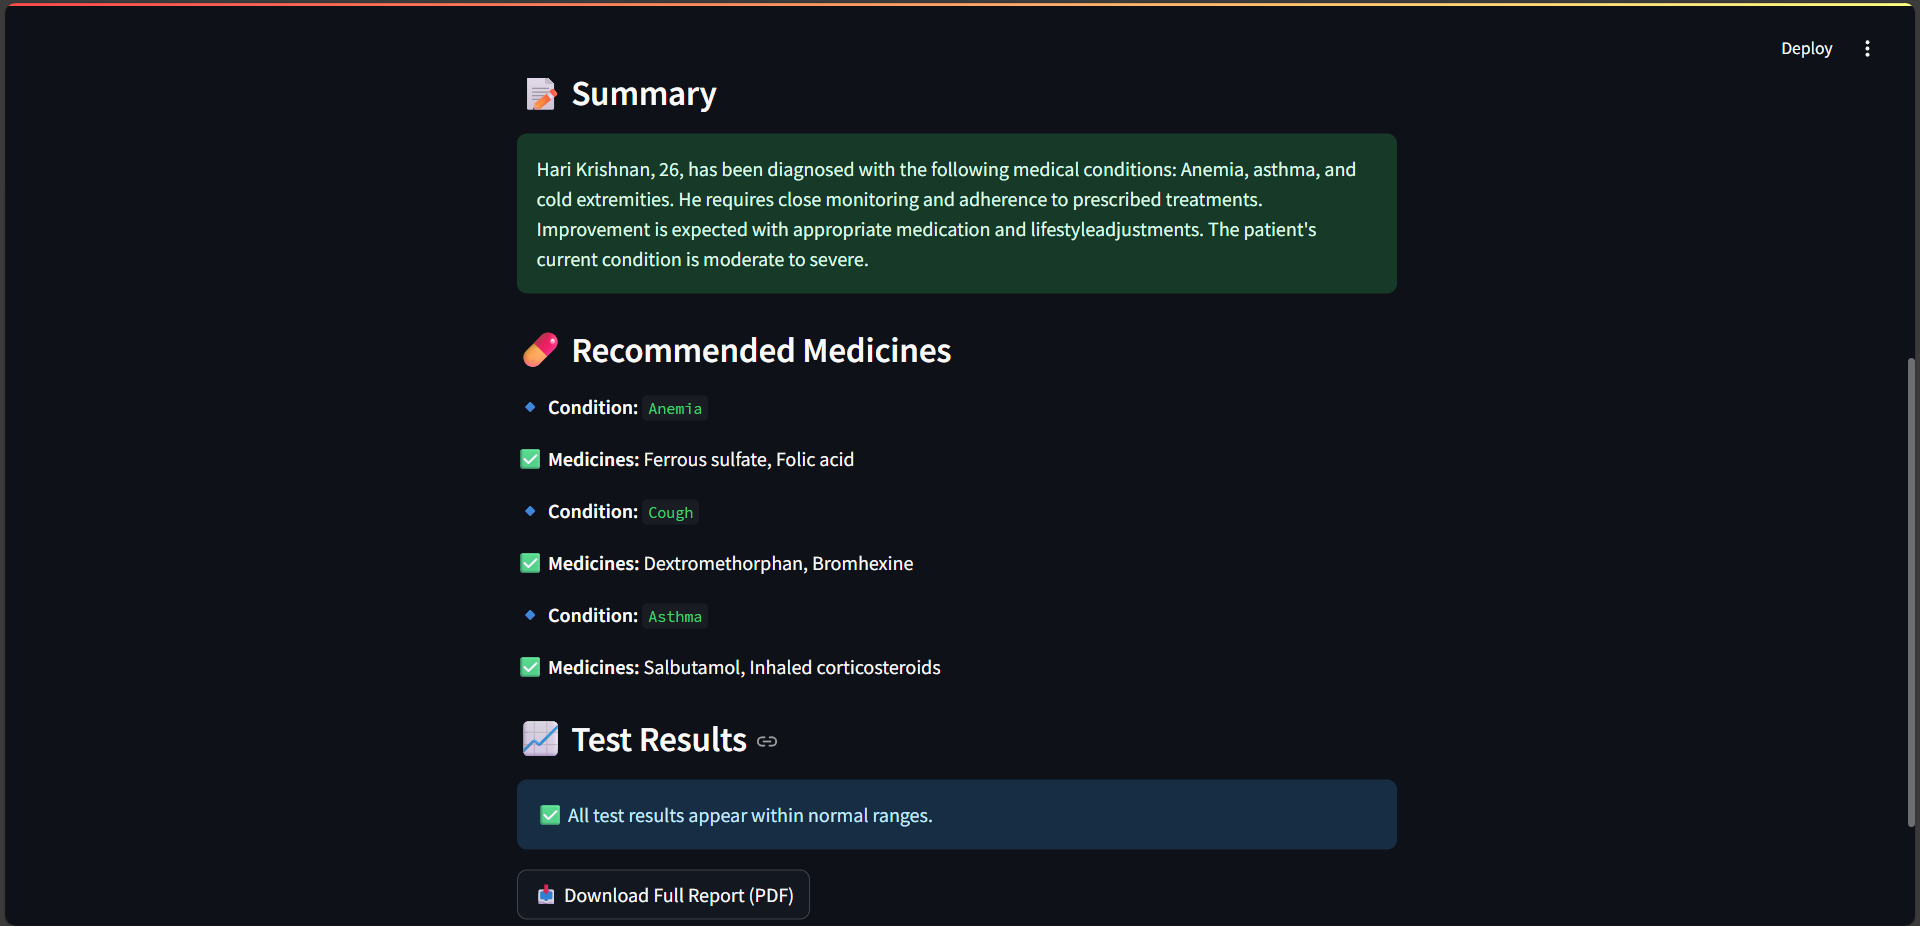 Deploy
Summary
Hari Krishnan, 26, has been diagnosed with the following medical conditions: Anemia, asthma, and
cold extremities. He requires close monitoring and adherence to prescribed treatments.
Improvement is expected with appropriate medication and lifestyleadjustments. The patient's
current condition is moderate to severe.
Recommended Medicines
Condition: Anemia
Medicines: Ferrous sulfate, Folic acid
Condition: Cough
Medicines: Dextromethorphan, Bromhexine
Condition: Asthma
Medicines: Salbutamol, Inhaled corticosteroids
Test Results
All test results appear within normal ranges.
Download Full Report (PDF)